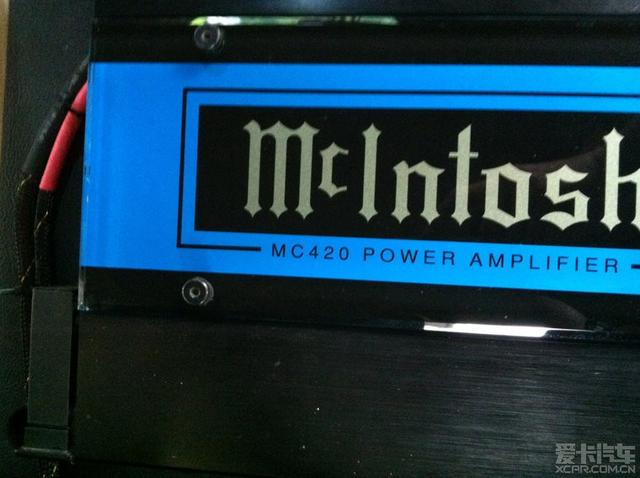 McIntosh
MC420 POWER AMPLIFIER
爱卡汽车
XCAR.COM.CN